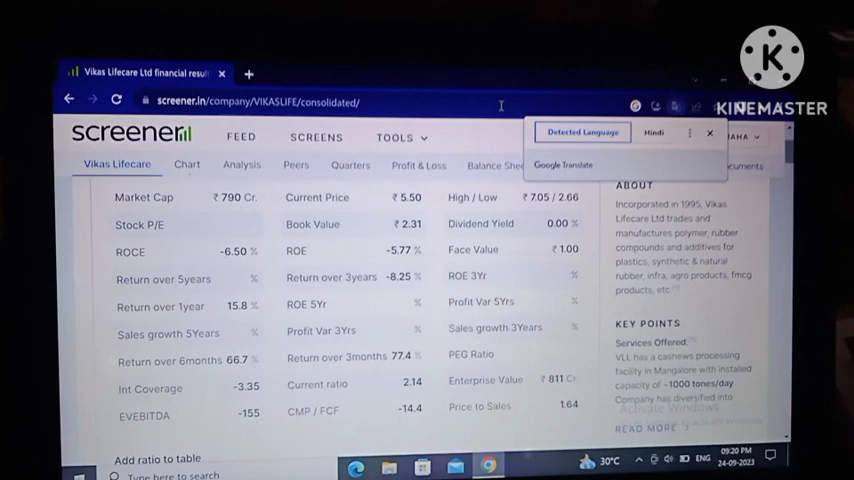 KINEMASTER
Vikas Lifecare Ltd financial resul
screener.in/company/VIKASLIFE/consolidated/
screener
FEED
SCREENS
TOOLS
Detected Language
Hindi
Google Translate
Vikas Lifecare
Chart
Analysis
Peers
Quarters
Profit & Loss
Balance Shee
Market Cap ₹ 790 Cr.
Current Price ₹ 5.50
High / Low ₹ 7.05 / 2.66
Stock P/E
Book Value ₹ 2.31
Dividend Yield 0.00 %
ROCE -6.50 %
ROE -5.77 %
Face Value ₹ 1.00
Return over 5years %
Return over 3years -8.25 %
ROE 3Yr %
Return over 1year 15.8 %
ROE 5Yr %
Profit Var 5Yrs %
Sales growth 5Years %
Profit Var 3Yrs %
Sales growth 3Years %
Return over 6months 66.7 %
Return over 3months 77.4 %
PEG Ratio
Int Coverage -3.35
Current ratio 2.14
Enterprise Value ₹ 811 Cr.
EVEBITDA -155
CMP / FCF -14.4
Price to Sales 1.64
Add ratio to table
ABOUT
Incorporated in 1995, Vikas
Lifecare Ltd trades and
manufactures polymer, rubber
compounds and additives for
plastics, synthetic & natural
rubber, infra, agro products, fmcg
products, etc.
KEY POINTS
Services Offered:
VLL has a cashews processing
facility in Mangalore with installed
capacity of ~1000 tones/day
Company has diversified into
Activate Windows
READ MORE
Type here to search
30°C
ENG
09:20 PM
24-09-2023